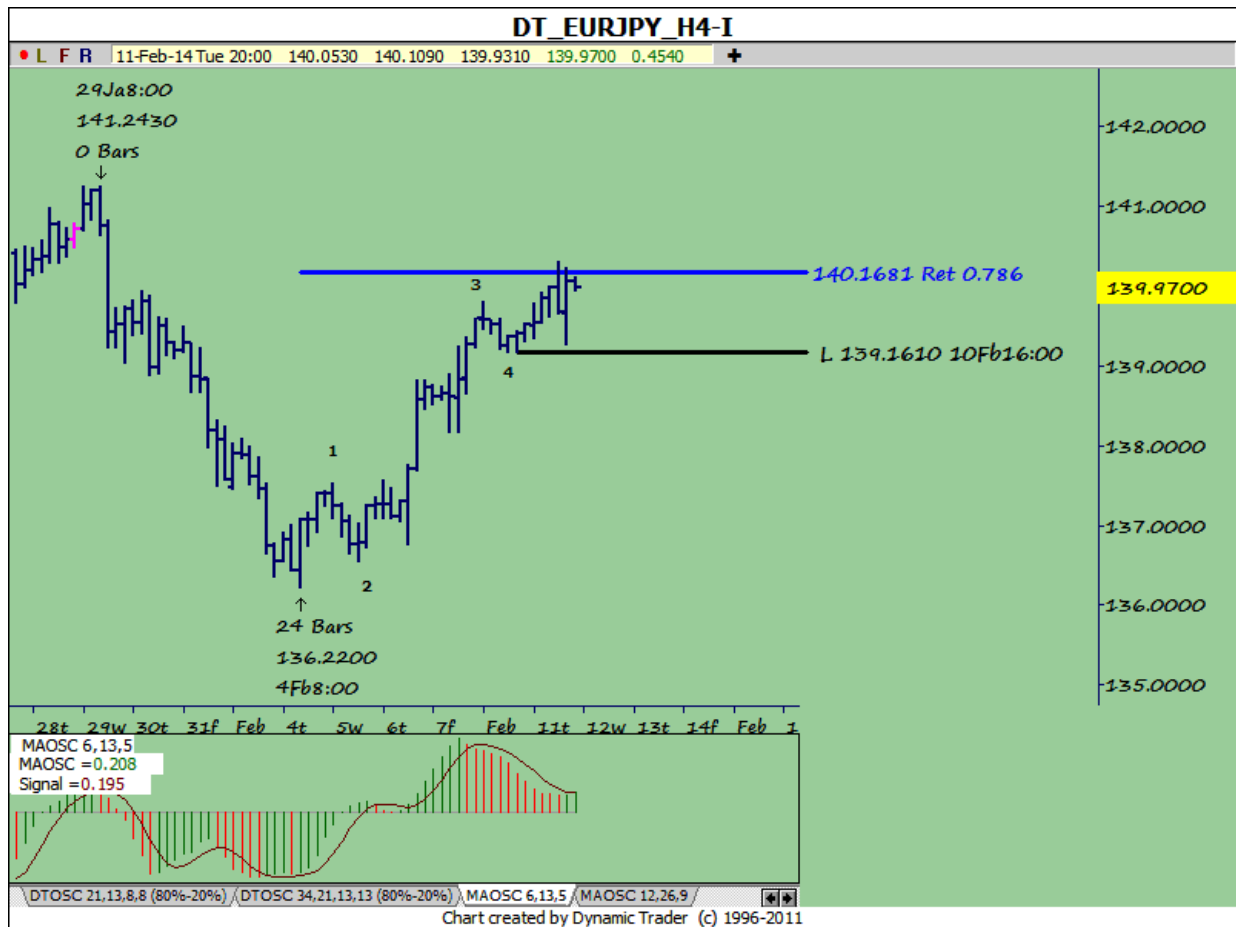 DT_EURJPY_H4-I
L F R 11-Feb-14 Tue 20:00 140.0530 140.1090 139.9310 139.9700 0.4540
29Ja8:00
141.2430
0 Bars
142.0000
141.0000
140.1681 Ret 0.786
139.9700
3
L 139.1610 10Fb16:00
139.0000
4
138.0000
1
137.0000
2
136.0000
24 Bars
136.2200
4Fb8:00
135.0000
28t 29w 30t 31f Feb 4t 5w 6t 7f Feb 11t 12w 13t 14f Feb 1
MAOSC 6,13,5
MAOSC =0.208
Signal =0.195
DTOSC 21,13,8,8 (80%-20%) DTOSC 34,21,13,13 (80%-20%) MAOSC 6,13,5 MAOSC 12,26,9
Chart created by Dynamic Trader (c) 1996-2011